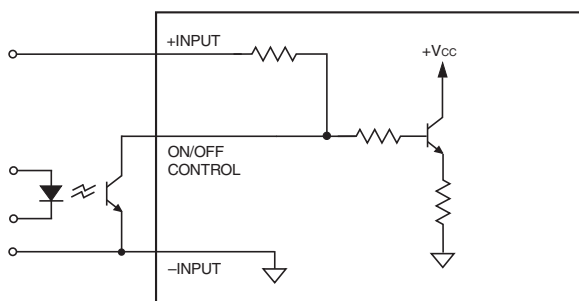 +INPUT
+Vcc
ON/OFF
CONTROL
–INPUT